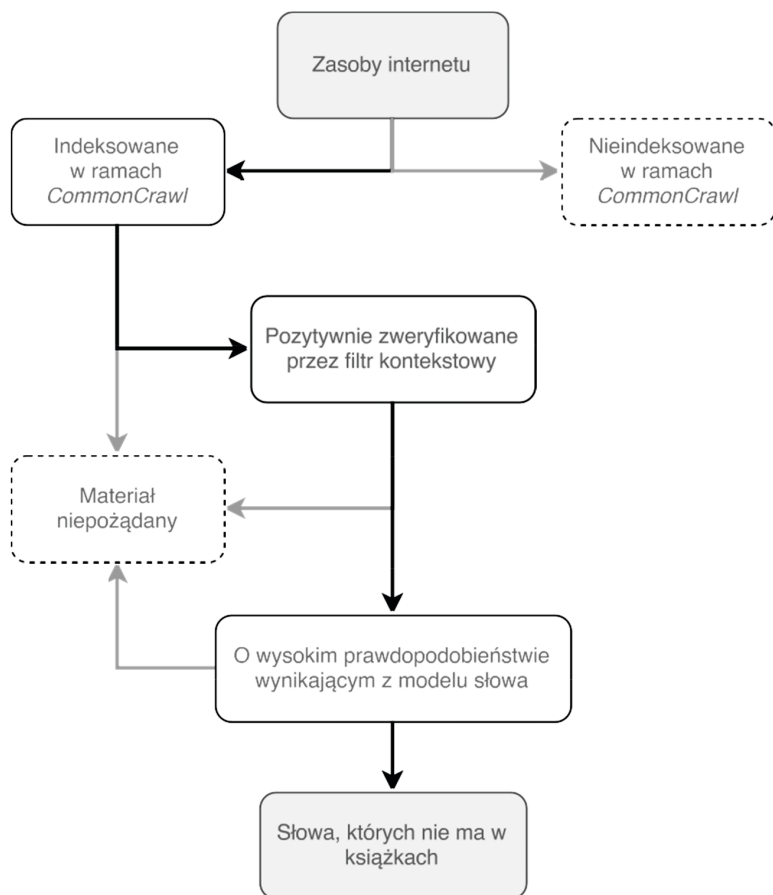 Zasoby internetu
Indeksowane
w ramach
CommonCrawl
Nieindeksowane
w ramach
CommonCrawl
Pozytywnie zweryfikowane
przez filtr kontekstowy
Materiał
niepożądany
O wysokim prawdopodobieństwie
wynikającym z modelu słowa
Słowa, których nie ma w
książkach